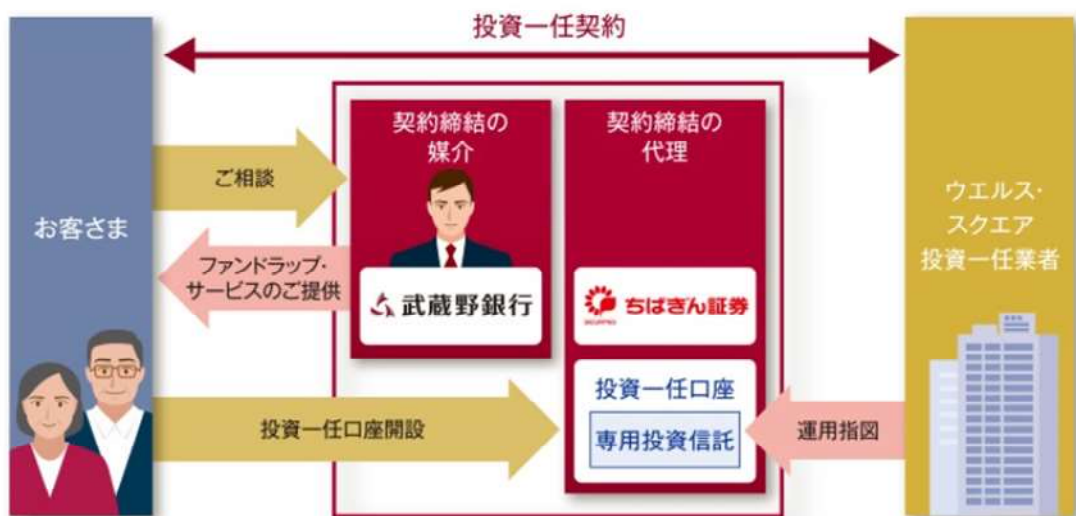 投資一任契約
契約締結の
媒介
契約締結の
代理
ご相談
お客さま
ファンドラップ・
サービスのご提供
武蔵野銀行
ちばぎん証券
ウエルス・
スクエア
投資一任業者
投資一任口座開設
投資一任口座
専用投資信託
運用指図